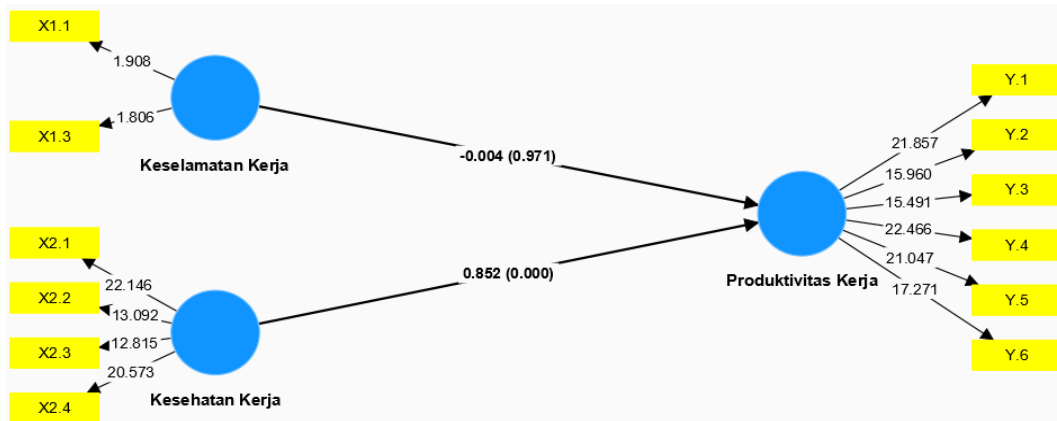 X1.1
1.908
1.806
X1.3
Keselamatan Kerja
-0.004 (0.971)
X2.1
22.146
X2.2
13.092
X2.3
12.815
20.573
X2.4
Kesehatan Kerja
0.852 (0.000)
Produktivitas Kerja
Y.1
21.857
Y.2
15.960
Y.3
15.491
22.466
Y.4
21.047
Y.5
17.271
Y.6